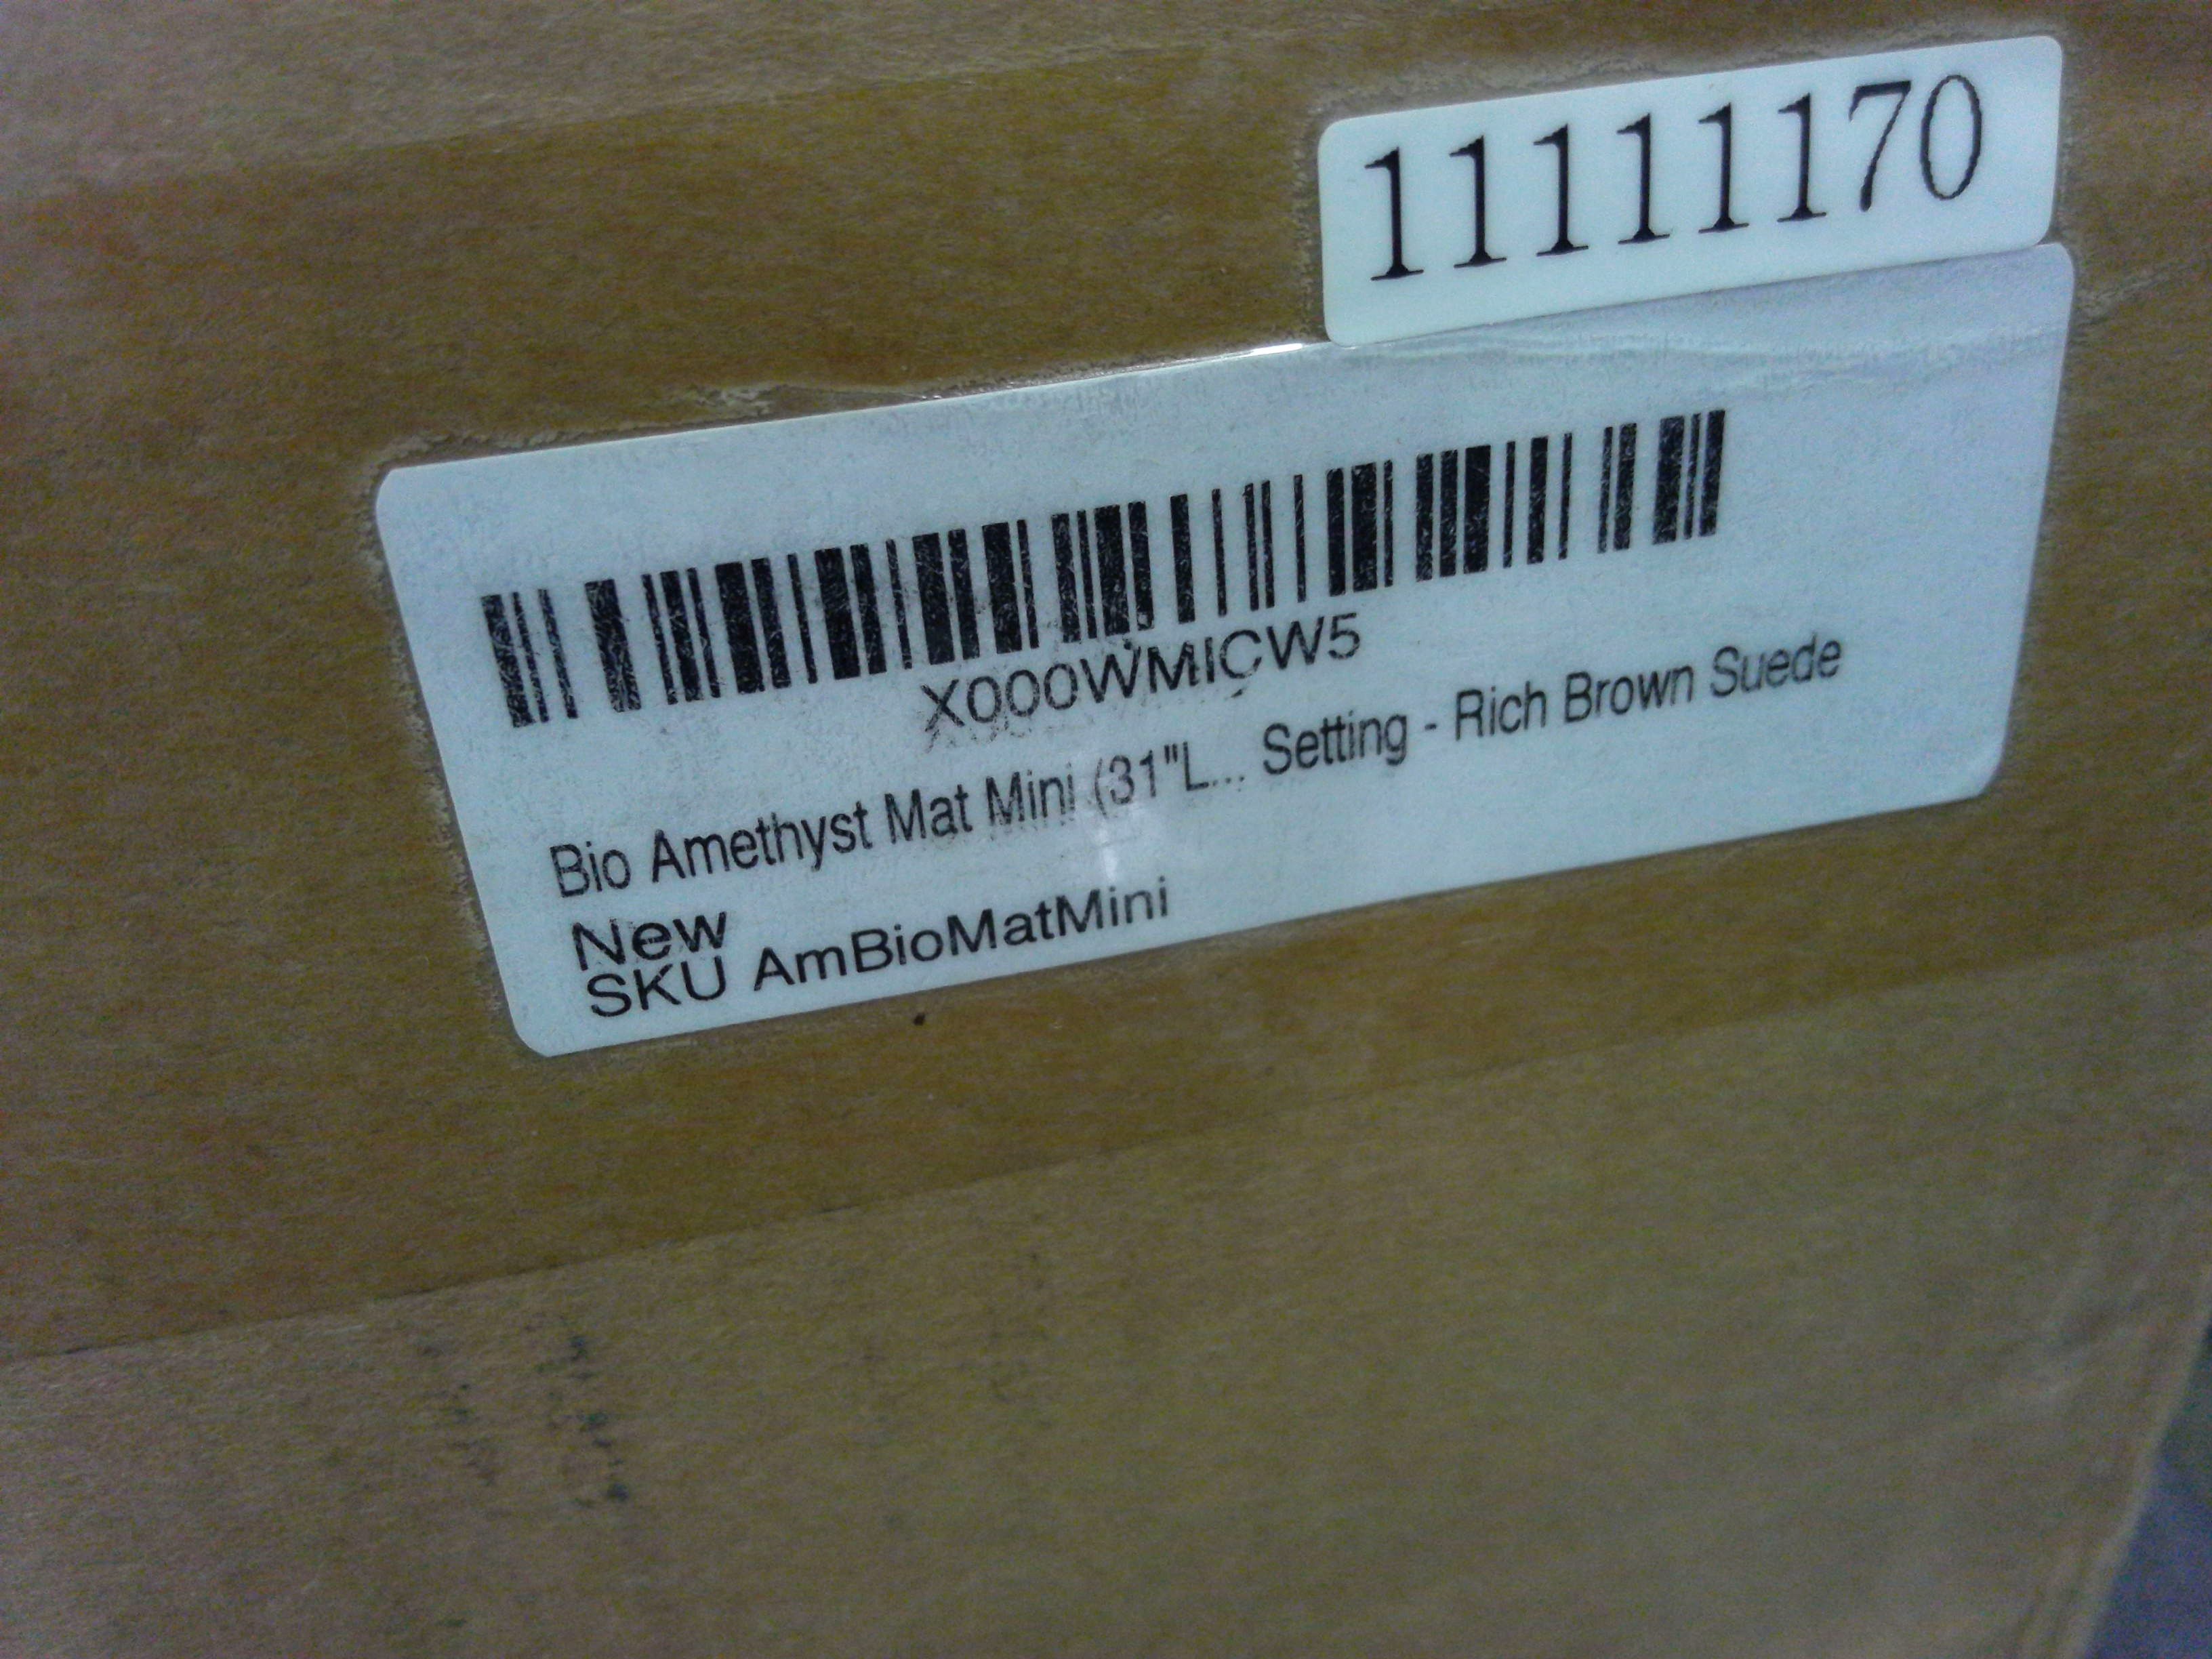 11111170
X000WMICW5
Bio Amethyst Mat Mini (31"L... Setting - Rich Brown Suede
New
SKU AmBioMatMini